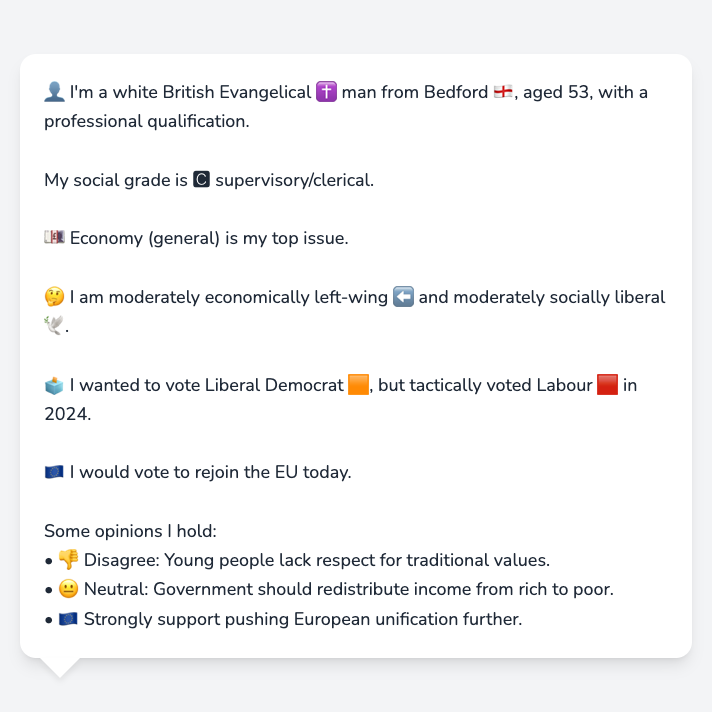 👤 I'm a white British Evangelical ✝️ man from Bedford 🏴󠁧󠁢󠁥󠁮󠁧󠁿, aged 53, with a
professional qualification.
My social grade is 🅲 supervisory/clerical.
💷 Economy (general) is my top issue.
🤔 I am moderately economically left-wing ⬅️ and moderately socially liberal
🕊️.
🗳️ I wanted to vote Liberal Democrat 🟧, but tactically voted Labour 🟥 in
2024.
🇪🇺 I would vote to rejoin the EU today.
Some opinions I hold:
• 👎 Disagree: Young people lack respect for traditional values.
• 😐 Neutral: Government should redistribute income from rich to poor.
• 🇪🇺 Strongly support pushing European unification further.